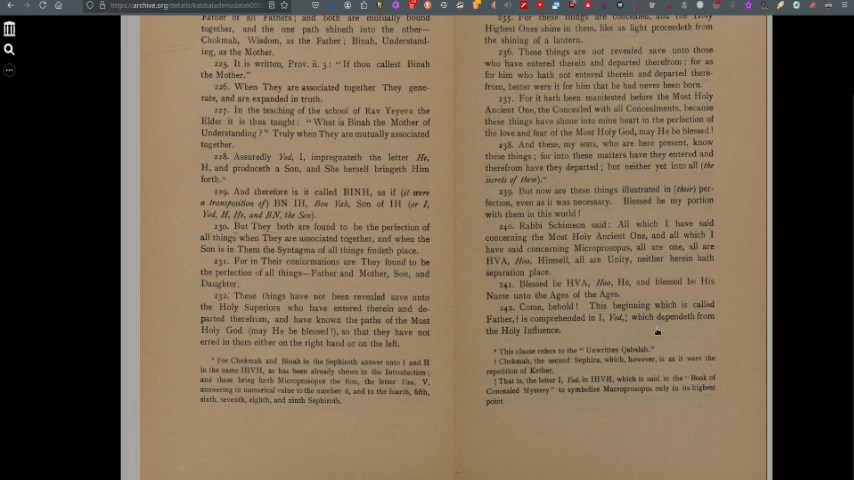 https://archive.org/details/kabbaladenudata00
Father of all Fathers; and both are mutually bound
together, and the one path shineth into the other—
Chokmah, Wisdom, as the Father; Binah, Understand-
ing, as the Mother.
225. It is written, Prov. ii. 3: "If thou callest Binah
the Mother."
226. When They are associated together They gene-
rate, and are expanded in truth.
227. In the teaching of the school of Rav Yeyeva the
Elder it is thus taught: "What is Binah the Mother of
Understanding?" Truly when They are mutually associated
together.
228. Assuredly Yod, I, impregnateth the letter He,
H, and produceth a Son, and She herself bringeth Him
forth.*
229. And therefore is it called BINH, as if (it were
a transposition of) BN IH, Ben Yah, Son of IH (or I,
Yod, H, He, and BN, the Son).
230. But They both are found to be the perfection of
all things when They are associated together, and when the
Son is in Them the Syntagma of all things findeth place.
231. For in Their conformations are They found to be
the perfection of all things—Father and Mother, Son, and
Daughter.
232. These things have not been revealed save unto
the Holy Superiors who have entered therein and de-
parted therefrom, and have known the paths of the Most
Holy God (may He be blessed!), so that they have not
erred in them either on the right hand or on the left.
* For Chokmah and Binah in the Sephiroth answer unto I and H
in the name IHVH, as has been already shown in the Introduction;
and these bring forth Microprosopus the Son, the letter Vau, V,
answering in numerical value to the number 6, and to the fourth, fifth,
sixth, seventh, eighth, and ninth Sephiroth.
235. For these things are concealed, and the Holy
Highest Ones shine in them, like as light proceedeth from
the shining of a lantern.
236. These things are not revealed save unto those
who have entered therein and departed therefrom; for as
for him who hath not entered therein and departed there-
from, better were it for him that he had never been born.
237. For it hath been manifested before the Most Holy
Ancient One, the Concealed with all Concealments, because
these things have shone into mine heart in the perfection of
the love and fear of the Most Holy God, may He be blessed!
238. And these, my sons, who are here present, know
these things; for into these matters have they entered and
therefrom have they departed; but neither yet into all (the
secrets of them).*
239. But now are these things illustrated in (their) per-
fection, even as it was necessary. Blessed be my portion
with them in this world!
240. Rabbi Schimeon said: All which I have said
concerning the Most Holy Ancient One, and all which I
have said concerning Microprosopus, all are one, all are
HVA, Hoa, Himself, all are Unity, neither herein hath
separation place.
241. Blessed be HVA, Hoa, He, and blessed be His
Name unto the Ages of the Ages.
242. Come, behold! This beginning which is called
Father,† is comprehended in I, Yod,‡ which dependeth from
the Holy Influence.
* This clause refers to the "Unwritten Qabalah."
† Chokmah, the second Sephira, which, however, is as it were the
repetition of Kether.
‡ That is, the letter I, Yod, in IHVH, which is said in the "Book of
Concealed Mystery" to symbolize Macroprosopus only in its highest
point.